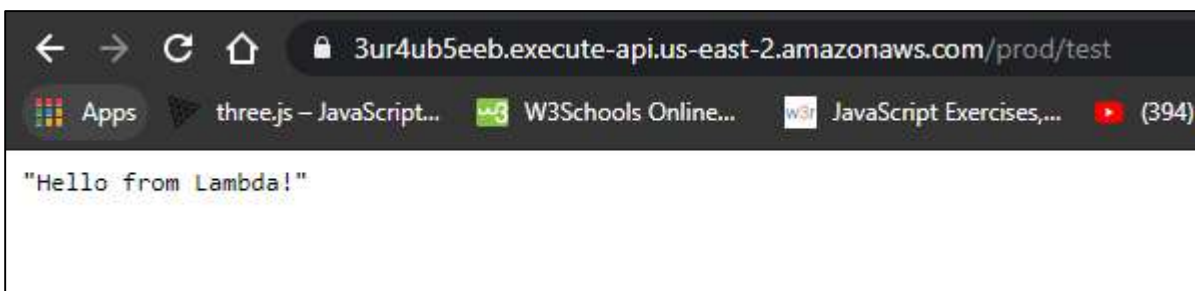 3ur4ub5eeb.execute-api.us-east-2.amazonaws.com/prod/test
Apps three.js – JavaScript... W3Schools Online... w3r JavaScript Exercises,... (394)
"Hello from Lambda!"